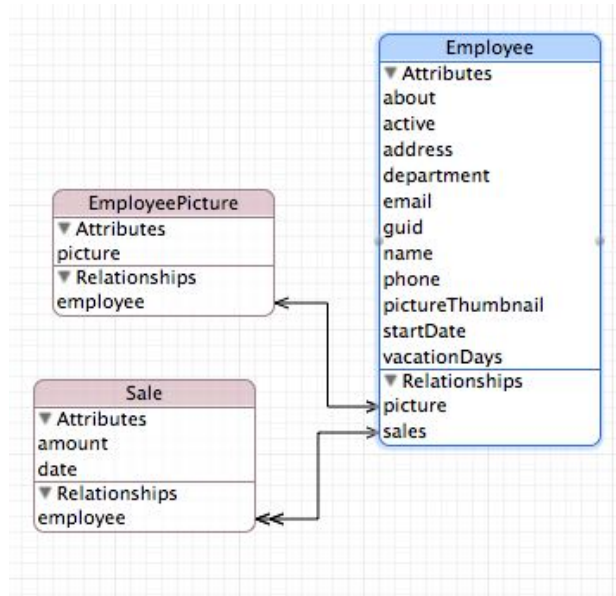 Employee
Attributes
about
active
address
department
email
guid
name
phone
pictureThumbnail
startDate
vacationDays
Relationships
picture
sales
EmployeePicture
Attributes
picture
Relationships
employee
Sale
Attributes
amount
date
Relationships
employee